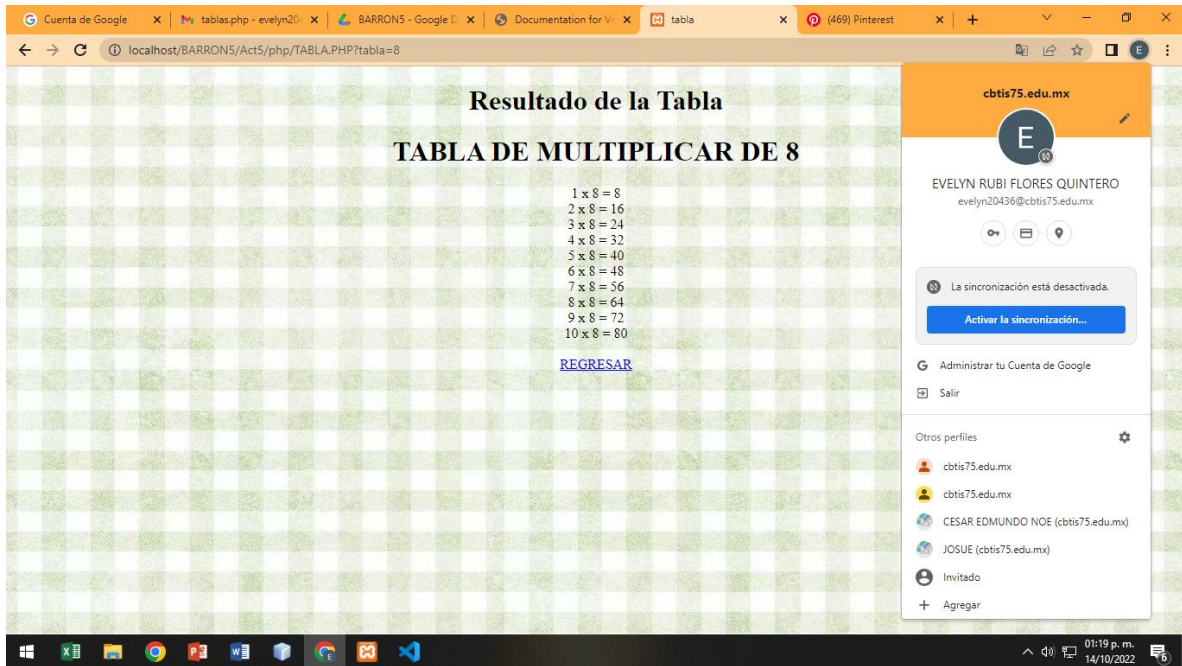 Cuenta de Google
tablas.php - evelyn20
BARRON5 - Google D
Documentation for Vi
tabla
(469) Pinterest
localhost/BARRON5/Act5/php/TABLA.PHP?tabla=8
E
Resultado de la Tabla
TABLA DE MULTIPLICAR DE 8
1 x 8 = 8
2 x 8 = 16
3 x 8 = 24
4 x 8 = 32
5 x 8 = 40
6 x 8 = 48
7 x 8 = 56
8 x 8 = 64
9 x 8 = 72
10 x 8 = 80
REGRESAR
cbtis75.edu.mx
E
EVELYN RUBI FLORES QUINTERO
evelyn20436@cbtis75.edu.mx
La sincronización está desactivada.
Activar la sincronización...
G Administrar tu Cuenta de Google
Salir
Otros perfiles
cbtis75.edu.mx
cbtis75.edu.mx
CESAR EDMUNDO NOE (cbtis75.edu.mx)
JOSUE (cbtis75.edu.mx)
Invitado
+ Agregar
01:19 p. m.
14/10/2022
6